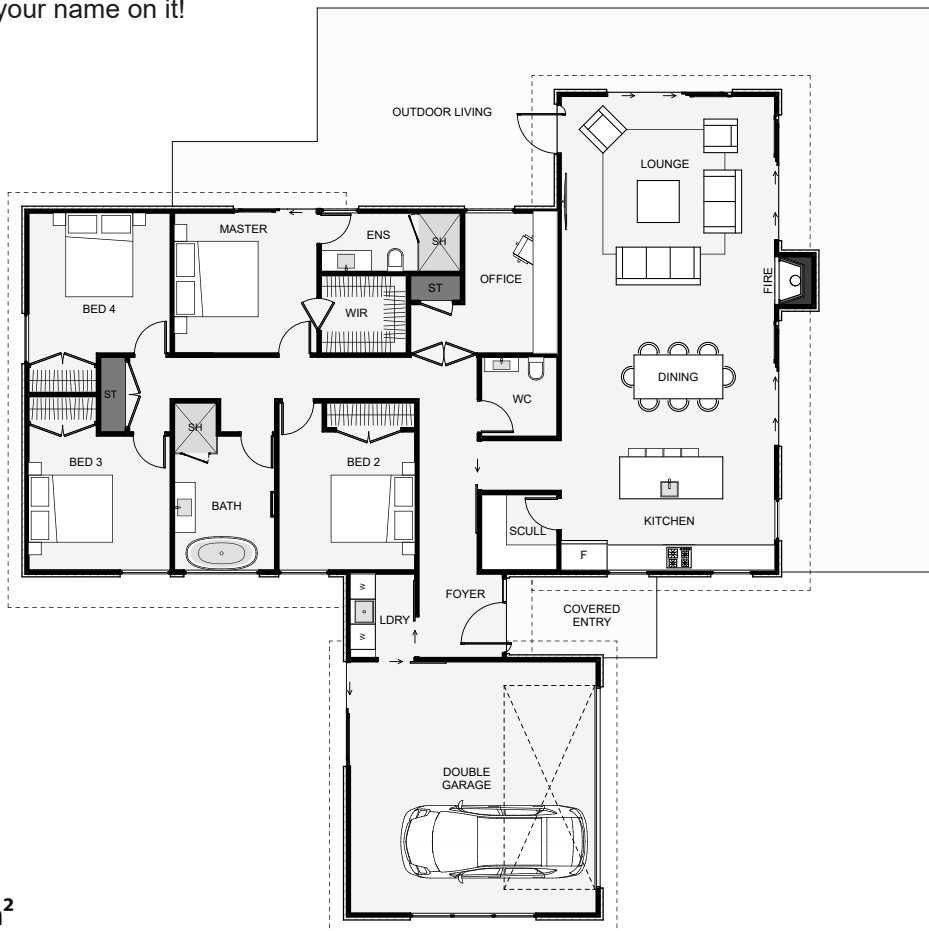 your name on it!
OUTDOOR LIVING
LOUNGE
MASTER
ENS
SH
OFFICE
BED 4
WIR
ST
FIRE
ST
DINING
WC
SH
BED 3
BED 2
BATH
SCULL
KITCHEN
F
W
LDRY
W
FOYER
COVERED
ENTRY
DOUBLE
GARAGE
²